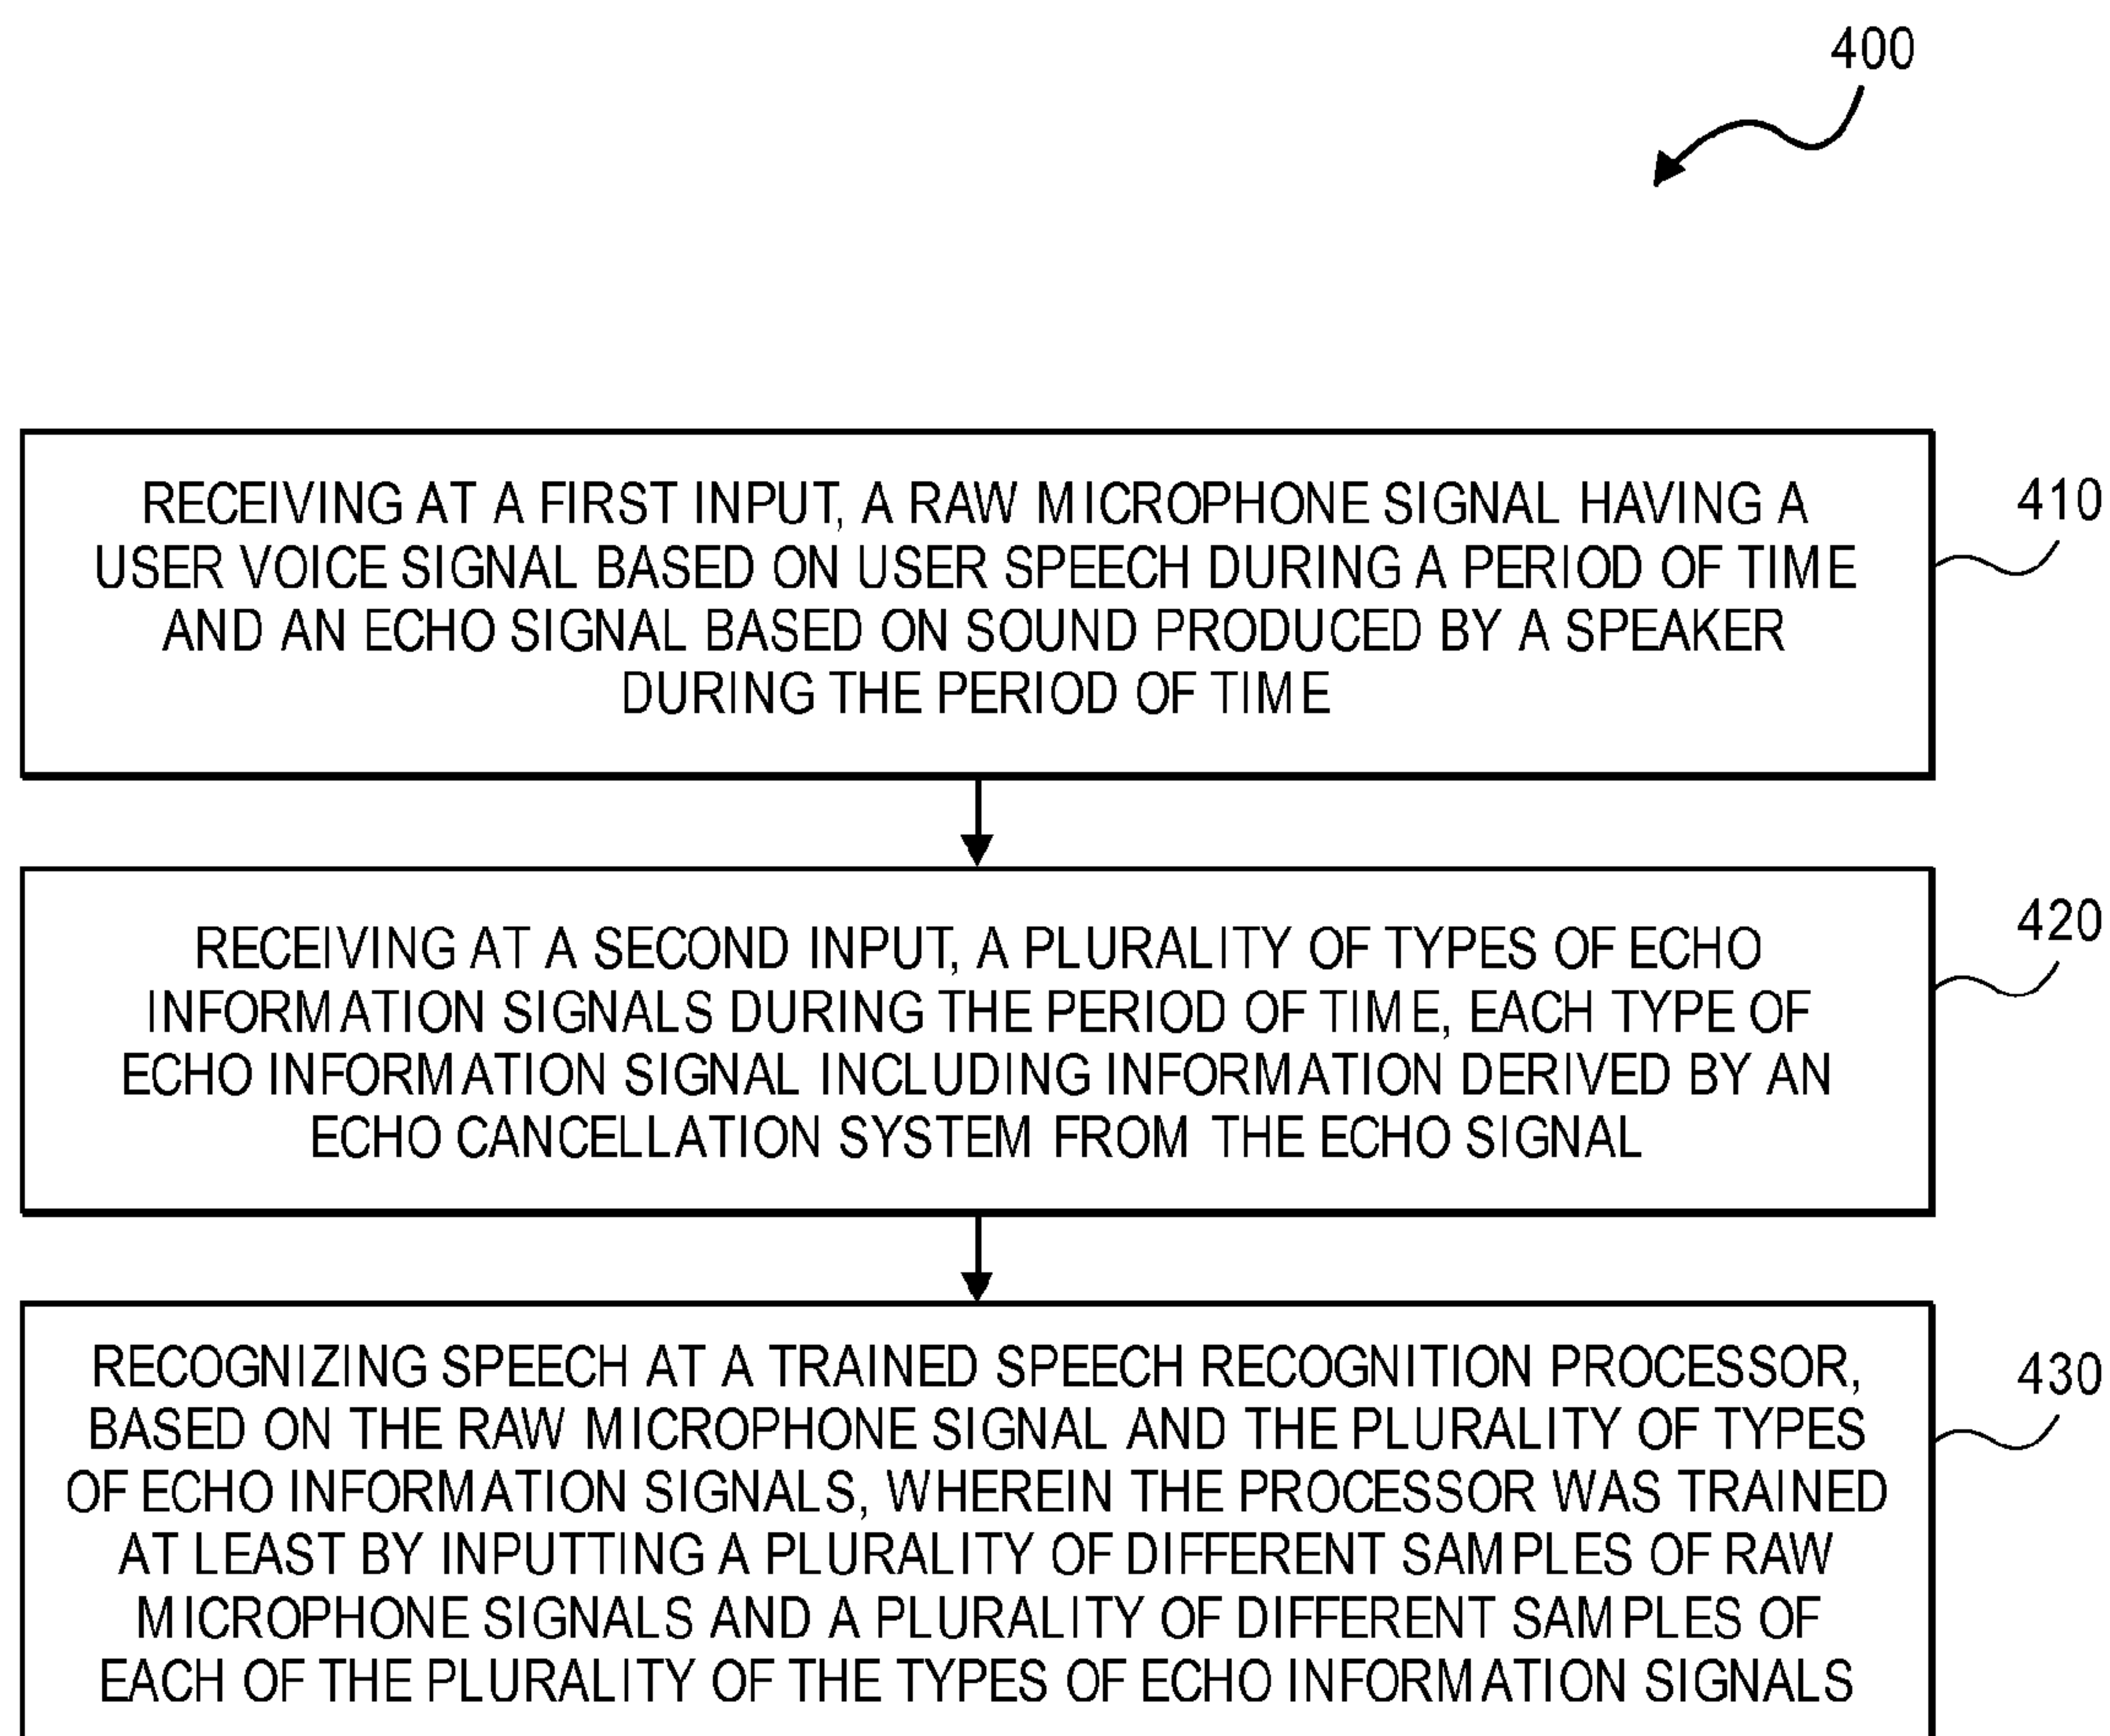 400
RECEIVING AT A FIRST INPUT, A RAW MICROPHONE SIGNAL HAVING A
USER VOICE SIGNAL BASED ON USER SPEECH DURING A PERIOD OF TIME
AND AN ECHO SIGNAL BASED ON SOUND PRODUCED BY A SPEAKER
DURING THE PERIOD OF TIME
410
RECEIVING AT A SECOND INPUT, A PLURALITY OF TYPES OF ECHO
INFORMATION SIGNALS DURING THE PERIOD OF TIME, EACH TYPE OF
ECHO INFORMATION SIGNAL INCLUDING INFORMATION DERIVED BY AN
ECHO CANCELLATION SYSTEM FROM THE ECHO SIGNAL
420
RECOGNIZING SPEECH AT A TRAINED SPEECH RECOGNITION PROCESSOR,
BASED ON THE RAW MICROPHONE SIGNAL AND THE PLURALITY OF TYPES
OF ECHO INFORMATION SIGNALS, WHEREIN THE PROCESSOR WAS TRAINED
AT LEAST BY INPUTTING A PLURALITY OF DIFFERENT SAMPLES OF RAW
MICROPHONE SIGNALS AND A PLURALITY OF DIFFERENT SAMPLES OF
EACH OF THE PLURALITY OF THE TYPES OF ECHO INFORMATION SIGNALS
430